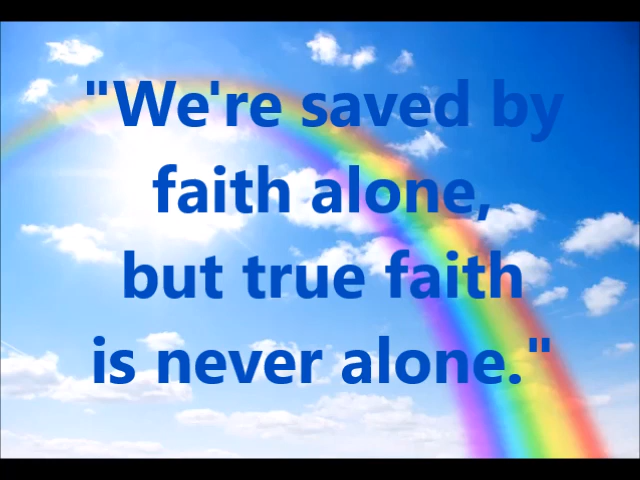 "We're saved by
faith alone,
but true faith
is never alone."